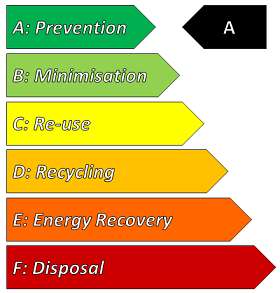 A: Prevention
A
B: Minimisation
C: Re-use
D: Recycling
E: Energy Recovery
F: Disposal